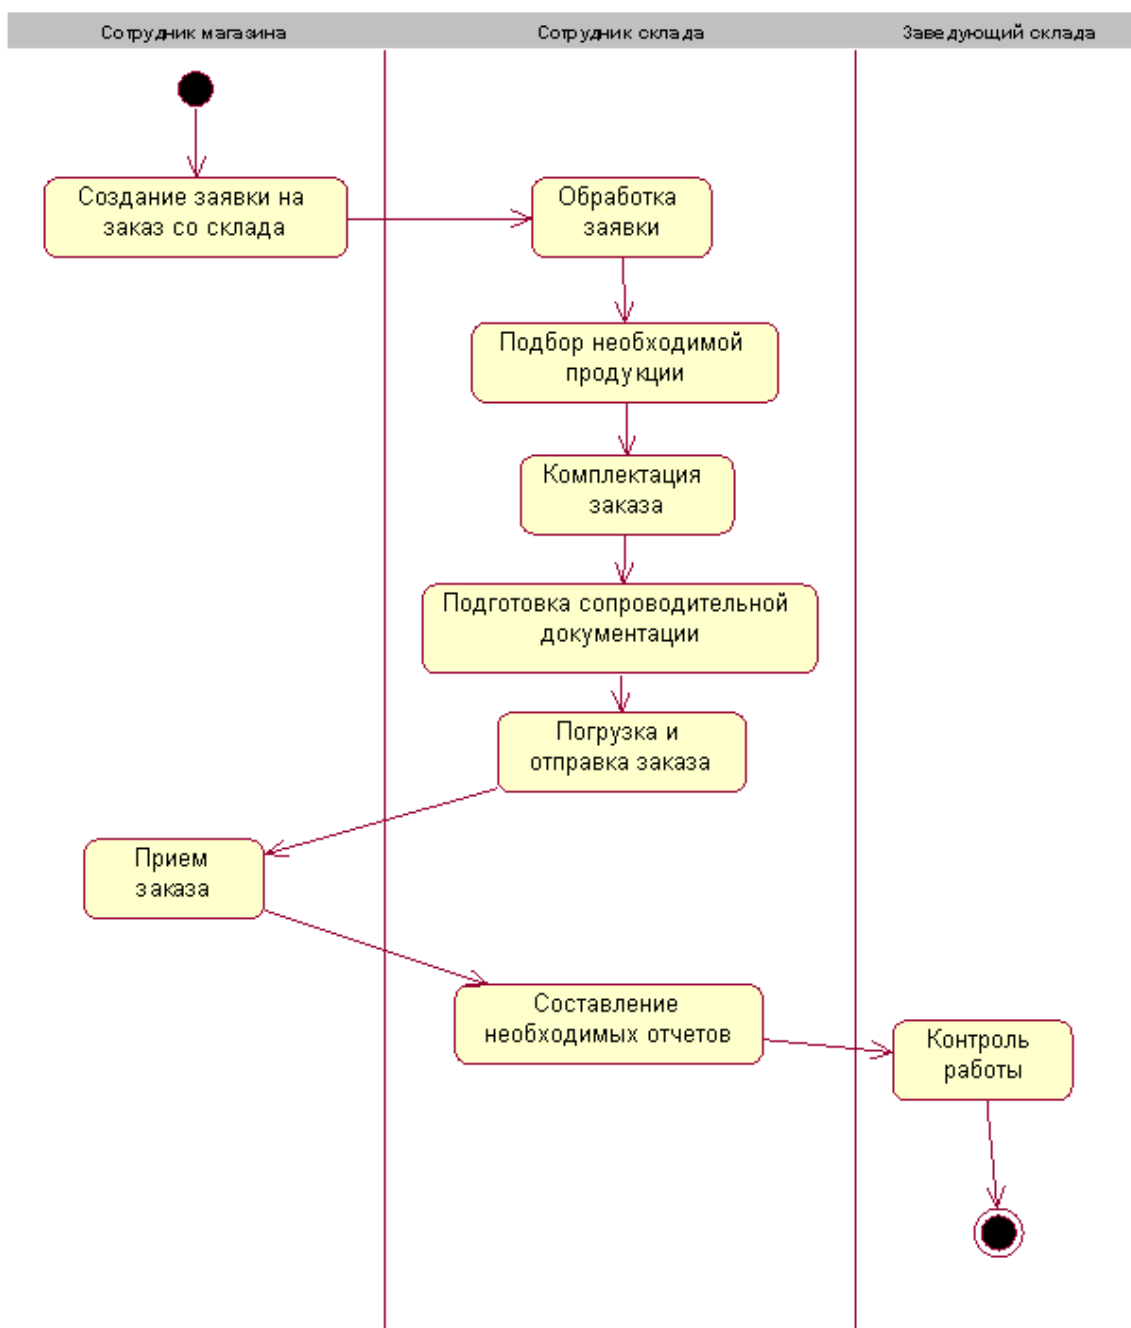 Сотрудник магазина
Сотрудник склада
Заведующий склада
Создание заявки на
заказ со склада
Обработка
заявки
Подбор необходимой
продукции
Комплектация
заказа
Подготовка сопроводительной
документации
Погрузка и
отправка заказа
Прием
заказа
Составление
необходимых отчетов
Контроль
работы